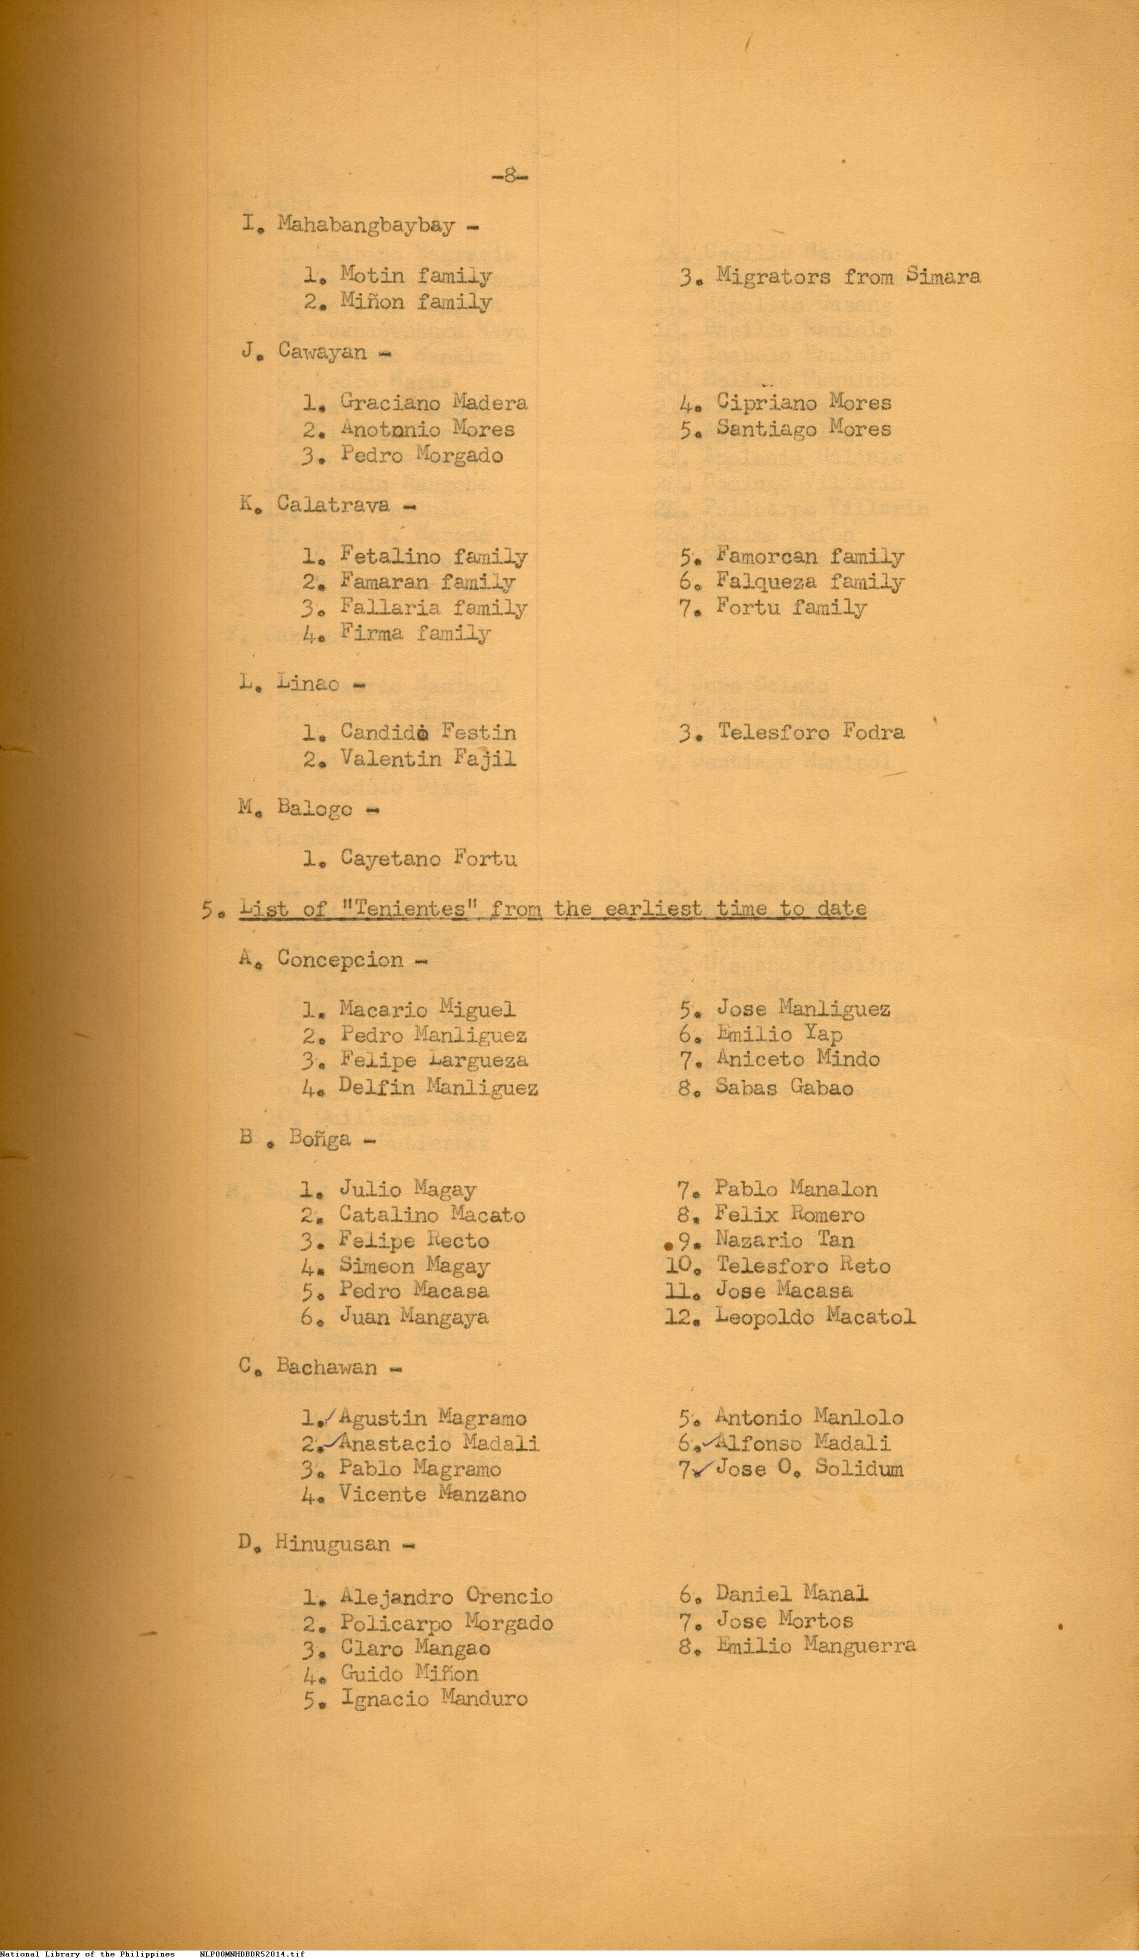 -8-
I. Mahabangbaybay -
1. Motin family
2. Miñon family
3. Migrators from Simara
J. Cawayan -
1. Graciano Madera
2. Anotonio Mores
3. Pedro Morgado
4. Cipriano Mores
5. Santiago Mores
K. Calatrava -
1. Fetalino family
2. Famaran family
3. Fallaria family
4. Firma family
5. Famorcan family
6. Falqueza family
7. Fortu family
L. Linao -
1. Candido Festin
2. Valentin Fajil
3. Telesforo Fodra
M. Balogo -
1. Cayetano Fortu
5. List of "Tenientes" from the earliest time to date
A. Concepcion -
1. Macario Miguel
2. Pedro Manliguez
3. Felipe Largueza
4. Delfin Manliguez
5. Jose Manliguez
6. Emilio Yap
7. Aniceto Mindo
8. Sabas Gabao
B . Boñga -
1. Julio Magay
2. Catalino Macato
3. Felipe Recto
4. Simeon Magay
5. Pedro Macasa
6. Juan Mangaya
7. Pablo Manalon
8. Felix Romero
9. Nazario Tan
10. Telesforo Reto
11. Jose Macasa
12. Leopoldo Macatol
C. Bachawan -
1. Agustin Magramo
2. Anastacio Madali
3. Pablo Magramo
4. Vicente Manzano
5. Antonio Manlolo
6. Alfonso Madali
7. Jose O. Solidum
D. Hinugusan -
1. Alejandro Orencio
2. Policarpo Morgado
3. Claro Mangao
4. Guido Miñon
5. Ignacio Manduro
6. Daniel Manal
7. Jose Mortos
8. Emilio Manguerra
National Library of the Philippines NLP00MNHDBDR52014.tif